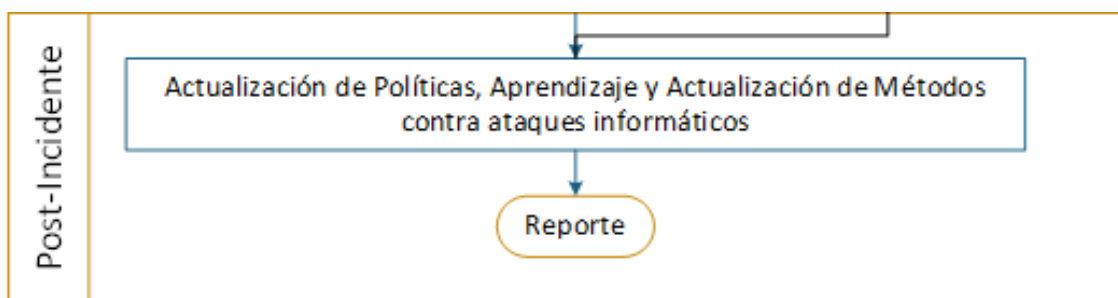 Post-Incidente
Actualización de Políticas, Aprendizaje y Actualización de Métodos
contra ataques informáticos
Reporte